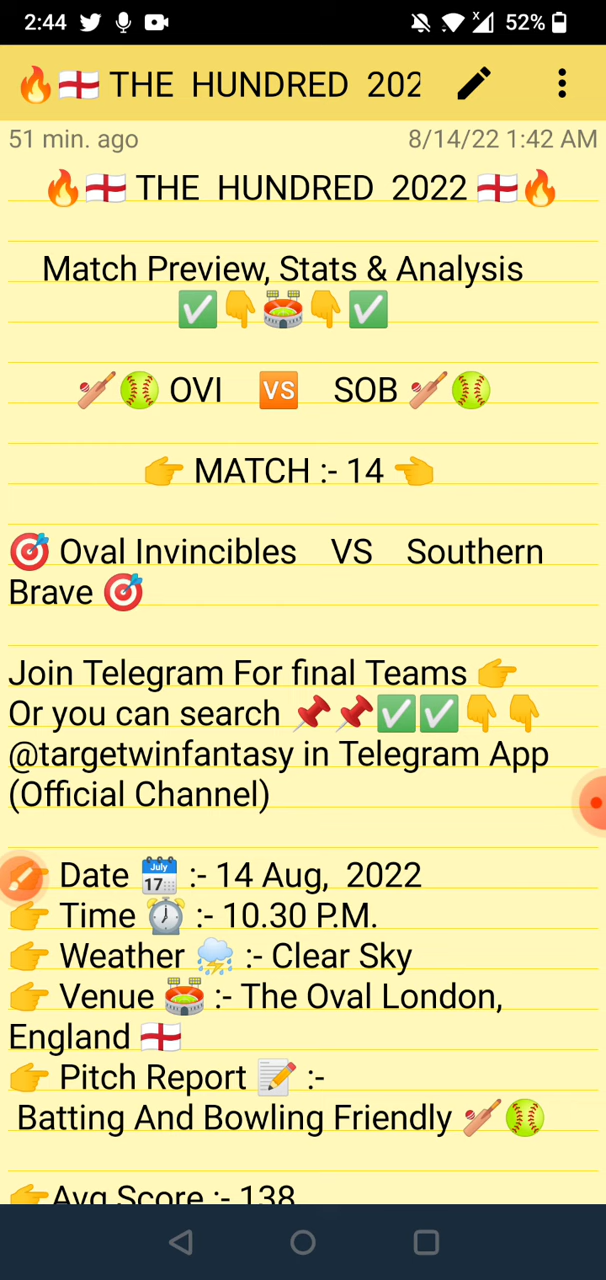 2:44 52%
🔥🏴󠁧󠁢󠁥󠁮󠁧󠁿 THE HUNDRED 202
51 min. ago 8/14/22 1:42 AM
🔥🏴󠁧󠁢󠁥󠁮󠁧󠁿 THE HUNDRED 2022 🏴󠁧󠁢󠁥󠁮󠁧󠁿🔥
Match Preview, Stats & Analysis
✅👇🏟️👇✅
🏏🥎 OVI 🆚 SOB 🏏🥎
👉 MATCH :- 14 👈
🎯 Oval Invincibles VS Southern
Brave 🎯
Join Telegram For final Teams 👉
Or you can search 📌📌✅✅👇👇
@targetwinfantasy in Telegram App
(Official Channel)
👉 Date 📅 :- 14 Aug, 2022
👉 Time ⏰ :- 10.30 P.M.
👉 Weather ⛈️ :- Clear Sky
👉 Venue 🏟️ :- The Oval London,
England 🏴󠁧󠁢󠁥󠁮󠁧󠁿
👉 Pitch Report 📝 :-
Batting And Bowling Friendly 🏏🥎
👉Avg Score :- 138